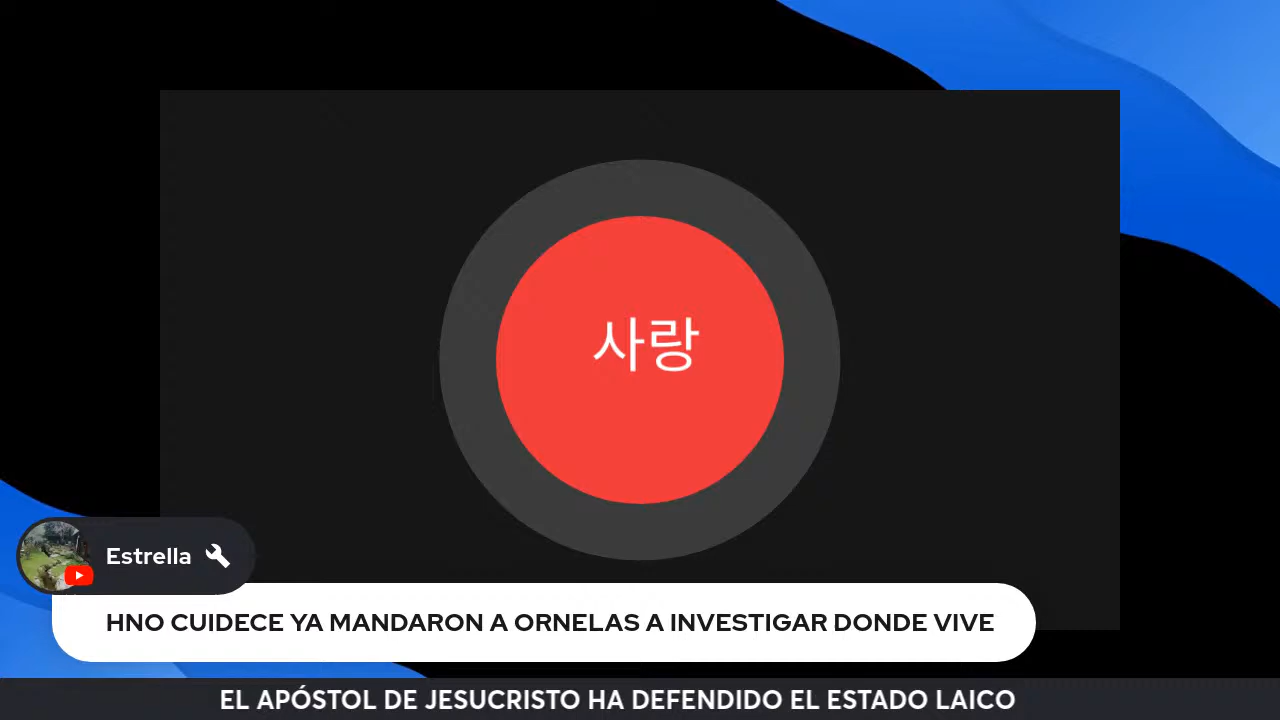 사랑
Estrella
HNO CUIDECE YA MANDARON A ORNELAS A INVESTIGAR DONDE VIVE
EL APÓSTOL DE JESUCRISTO HA DEFENDIDO EL ESTADO LAICO